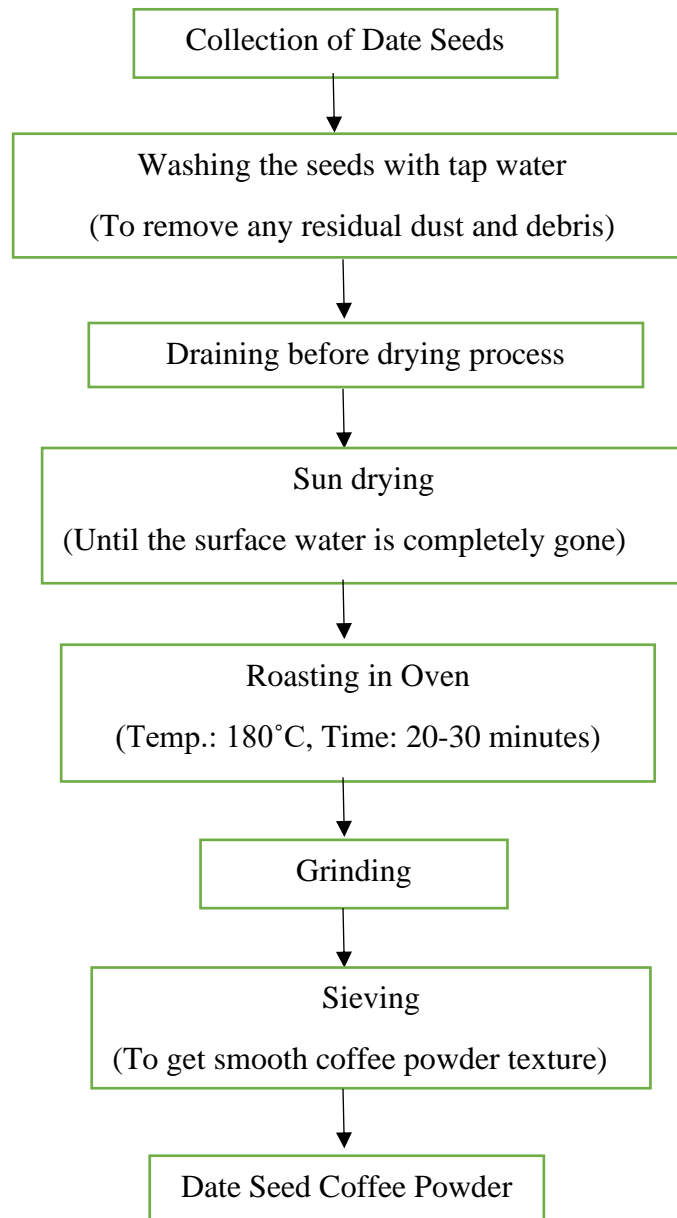 Collection of Date Seeds
Washing the seeds with tap water
(To remove any residual dust and debris)
Draining before drying process
Sun drying
(Until the surface water is completely gone)
Roasting in Oven
(Temp.: 180˚C, Time: 20-30 minutes)
Grinding
Sieving
(To get smooth coffee powder texture)
Date Seed Coffee Powder